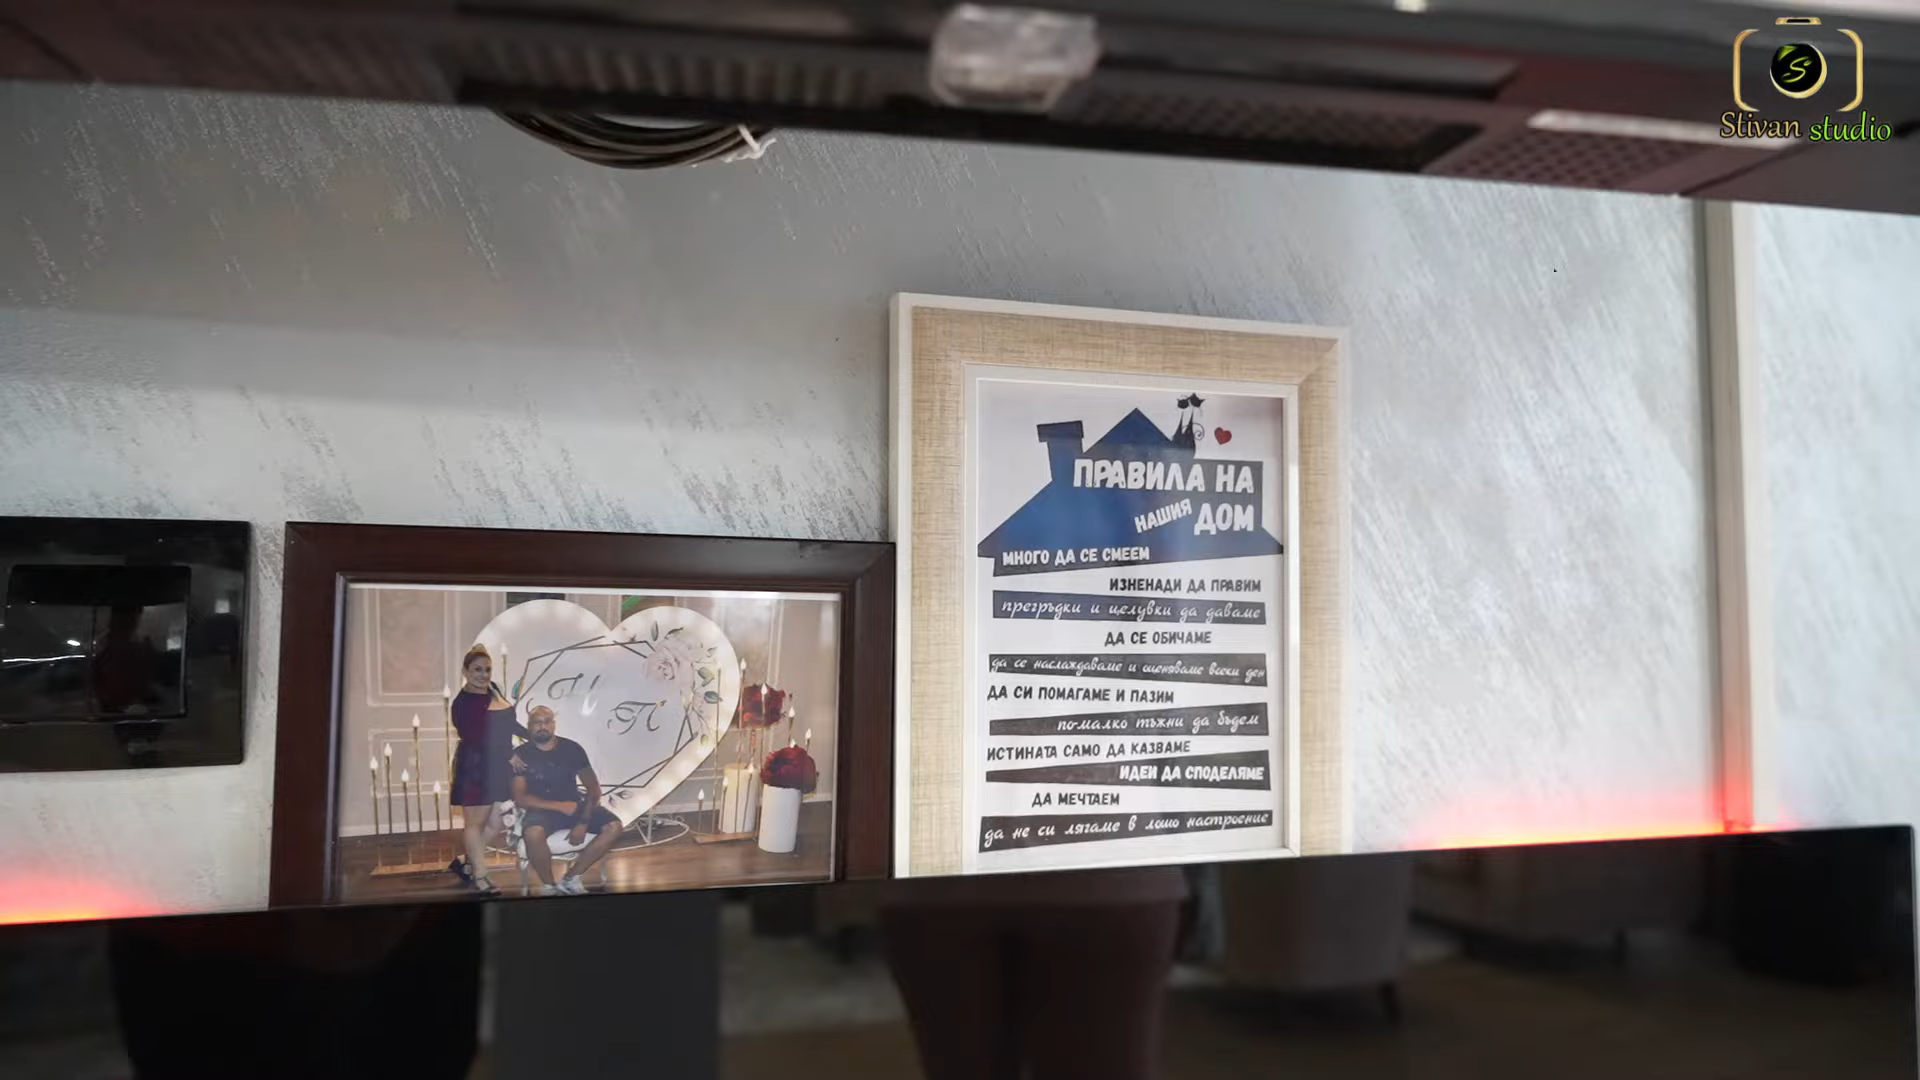 Stivan studio
ПРАВИЛА НА
НАШИЯ ДОМ
МНОГО ДА СЕ СМЕЕМ
ИЗНЕНАДИ ДА ПРАВИМ
прегръдки и целувки да даваме
ДА СЕ ОБИЧАМЕ
да се наслаждаваме и оценяваме всеки ден
ДА СИ ПОМАГАМЕ И ПАЗИМ
по-малко тъжни да бъдем
ИСТИНАТА САМО ДА КАЗВАМЕ
ИДЕИ ДА СПОДЕЛЯМЕ
ДА МЕЧТАЕМ
да не си лягаме в лошо настроение